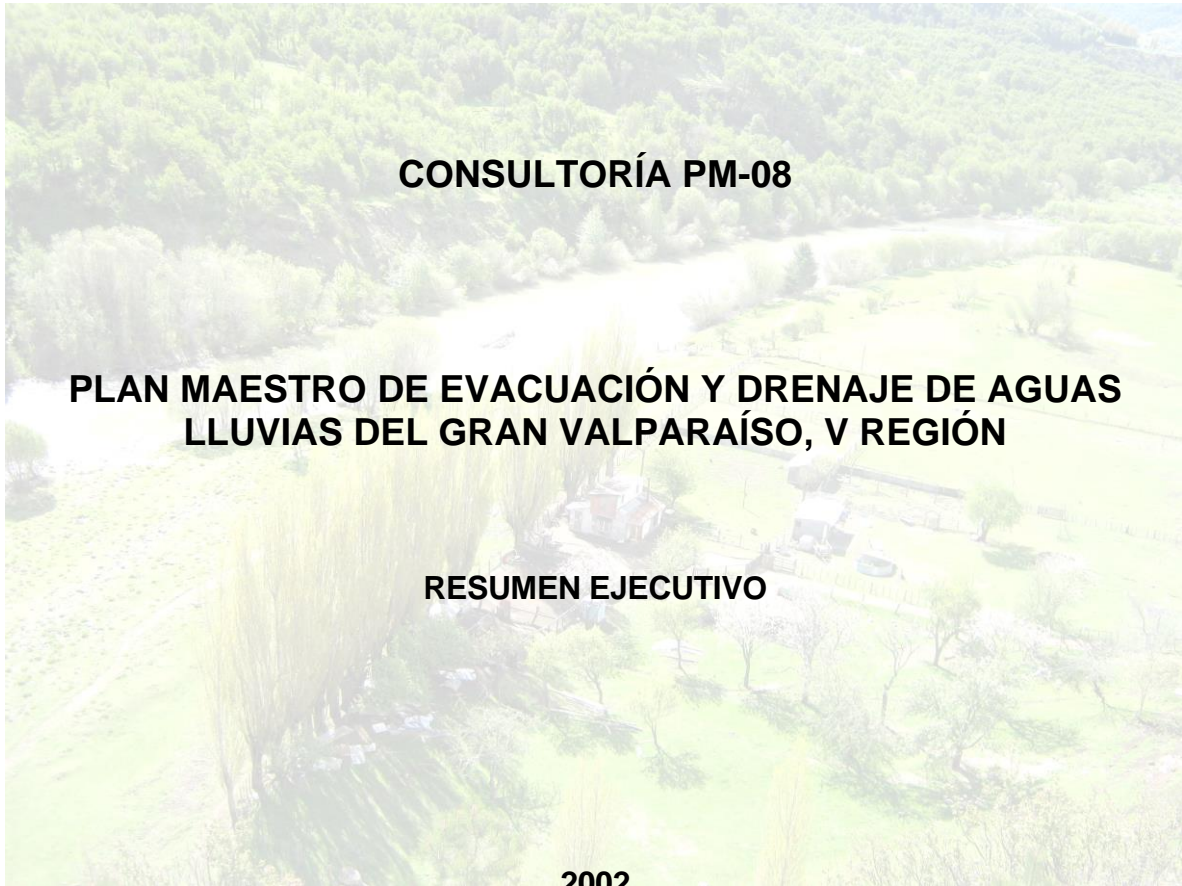 CONSULTORÍA PM-08
PLAN MAESTRO DE EVACUACIÓN Y DRENAJE DE AGUAS
LLUVIAS DEL GRAN VALPARAÍSO, V REGIÓN
RESUMEN EJECUTIVO
2002